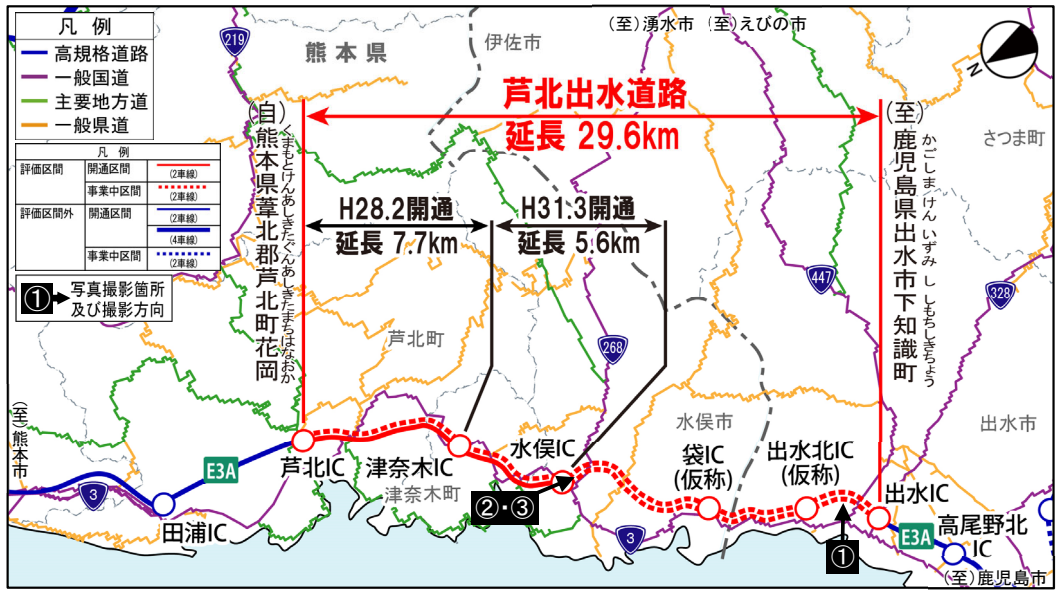 凡例
高規格道路
一般国道
主要地方道
一般県道
凡例
評価区間
開通区間
(2車線)
事業中区間
(2車線)
評価区間外
開通区間
(2車線)
(4車線)
事業中区間
(2車線)
①
写真撮影箇所
及び撮影方向
219
熊本県
伊佐市
(至)湧水市
(至)えびの市
N
芦北出水道路
延長 29.6km
(自)熊本県葦北郡芦北町花岡
くまもとけんあしきたぐんあしきたまちはなおか
(至)鹿児島県出水市下知識町
かごしまけん いずみ し しもちしきちょう
さつま町
H28.2開通
延長 7.7km
H31.3開通
延長 5.6km
447
328
268
芦北町
水俣市
出水市
(至)熊本市
3
E3A
田浦IC
芦北IC
津奈木IC
津奈木町
水俣IC
②・③
3
袋IC
(仮称)
出水北IC
(仮称)
①
出水IC
E3A
高尾野北
IC
(至)鹿児島市